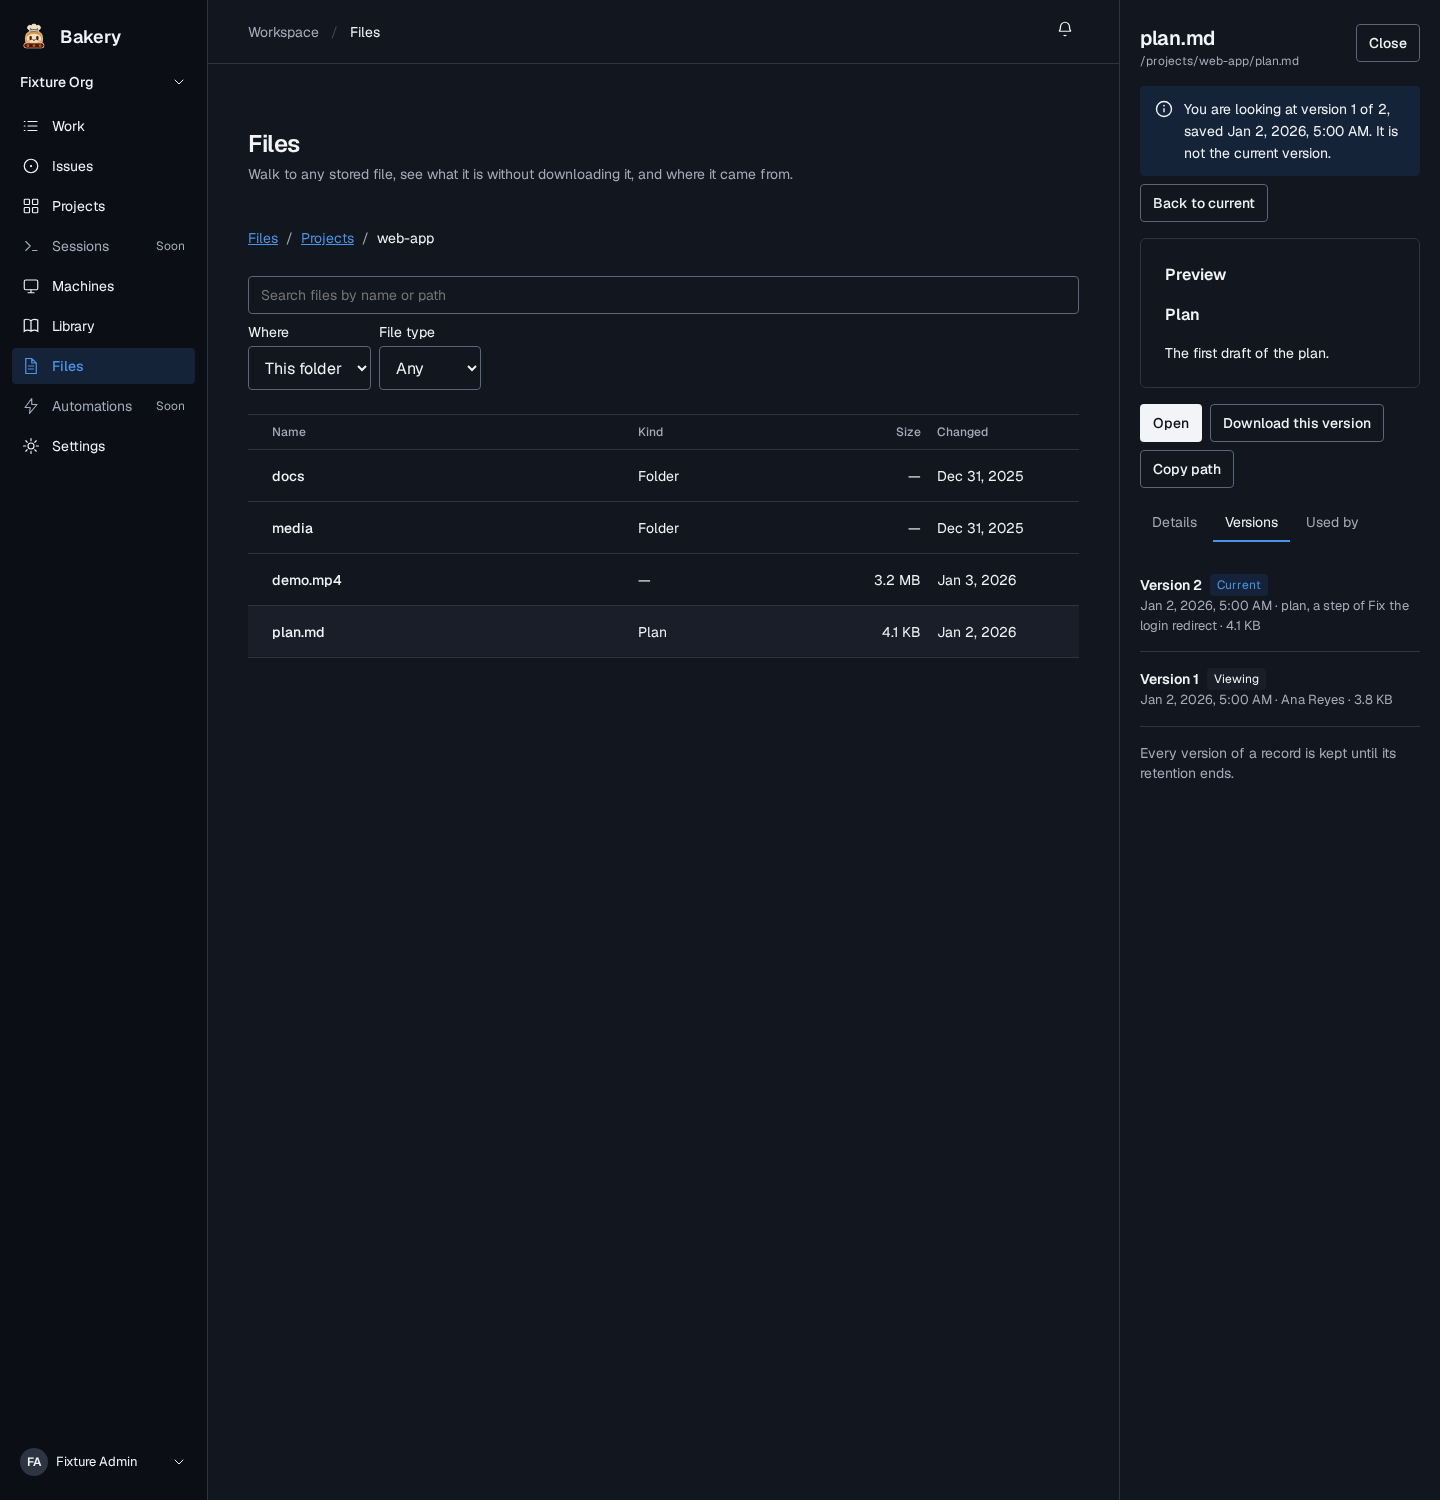 Bakery
Fixture Org
Work
Issues
Projects
Sessions Soon
Machines
Library
Files
Automations Soon
Settings
FA Fixture Admin
Workspace / Files
Files
Walk to any stored file, see what it is without downloading it, and where it came from.
Files / Projects / web-app
Search files by name or path
Where File type
This folder Any
Name Kind Size Changed
docs Folder — Dec 31, 2025
media Folder — Dec 31, 2025
demo.mp4 — 3.2 MB Jan 3, 2026
plan.md Plan 4.1 KB Jan 2, 2026
plan.md
/projects/web-app/plan.md
Close
You are looking at version 1 of 2,
saved Jan 2, 2026, 5:00 AM. It is
not the current version.
Back to current
Preview
Plan
The first draft of the plan.
Open Download this version
Copy path
Details Versions Used by
Version 2 Current
Jan 2, 2026, 5:00 AM · plan, a step of Fix the
login redirect · 4.1 KB
Version 1 Viewing
Jan 2, 2026, 5:00 AM · Ana Reyes · 3.8 KB
Every version of a record is kept until its
retention ends.